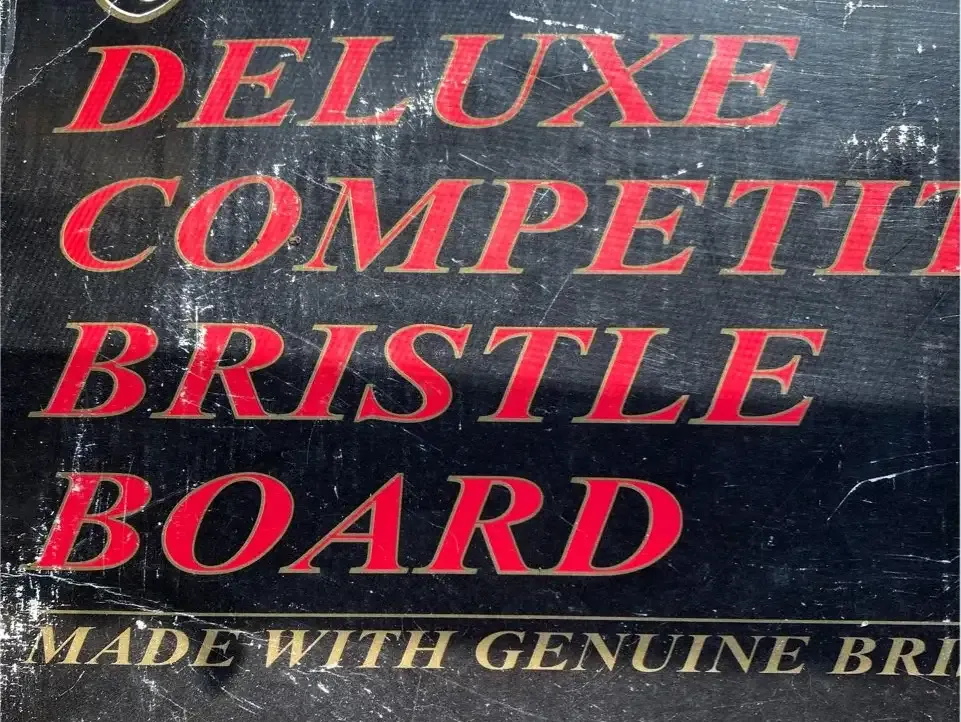 DELUXE
COMPETIT
BRISTLE
BOARD
MADE WITH GENUINE BRI